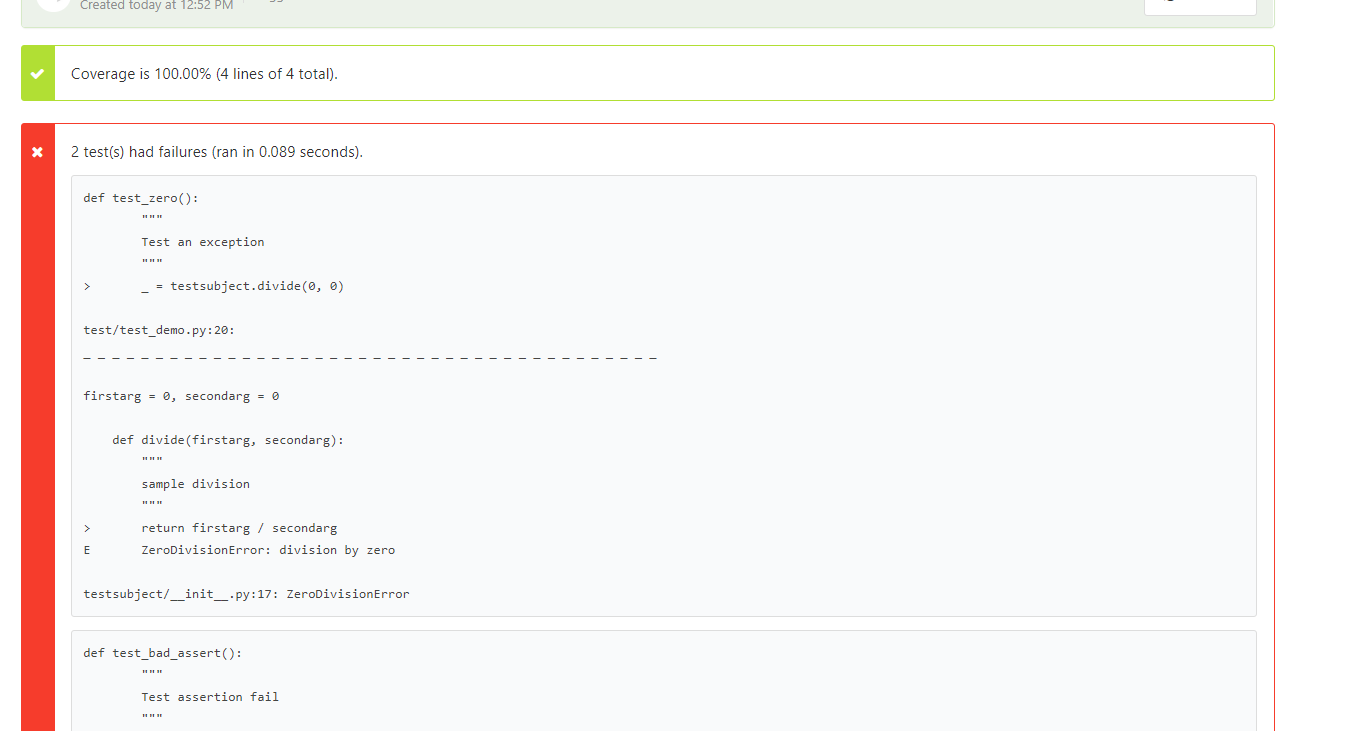 Created today at 12:52 PM
Coverage is 100.00% (4 lines of 4 total).
2 test(s) had failures (ran in 0.089 seconds).
def test_zero():
"""
Test an exception
"""
> _ = testsubject.divide(0, 0)
test/test_demo.py:20:
_ _ _ _ _ _ _ _ _ _ _ _ _ _ _ _ _ _ _ _ _ _ _ _ _ _ _ _ _ _ _ _ _ _ _ _ _ _ _ _
firstarg = 0, secondarg = 0
def divide(firstarg, secondarg):
"""
sample division
"""
> return firstarg / secondarg
E ZeroDivisionError: division by zero
testsubject/__init__.py:17: ZeroDivisionError
def test_bad_assert():
"""
Test assertion fail
"""